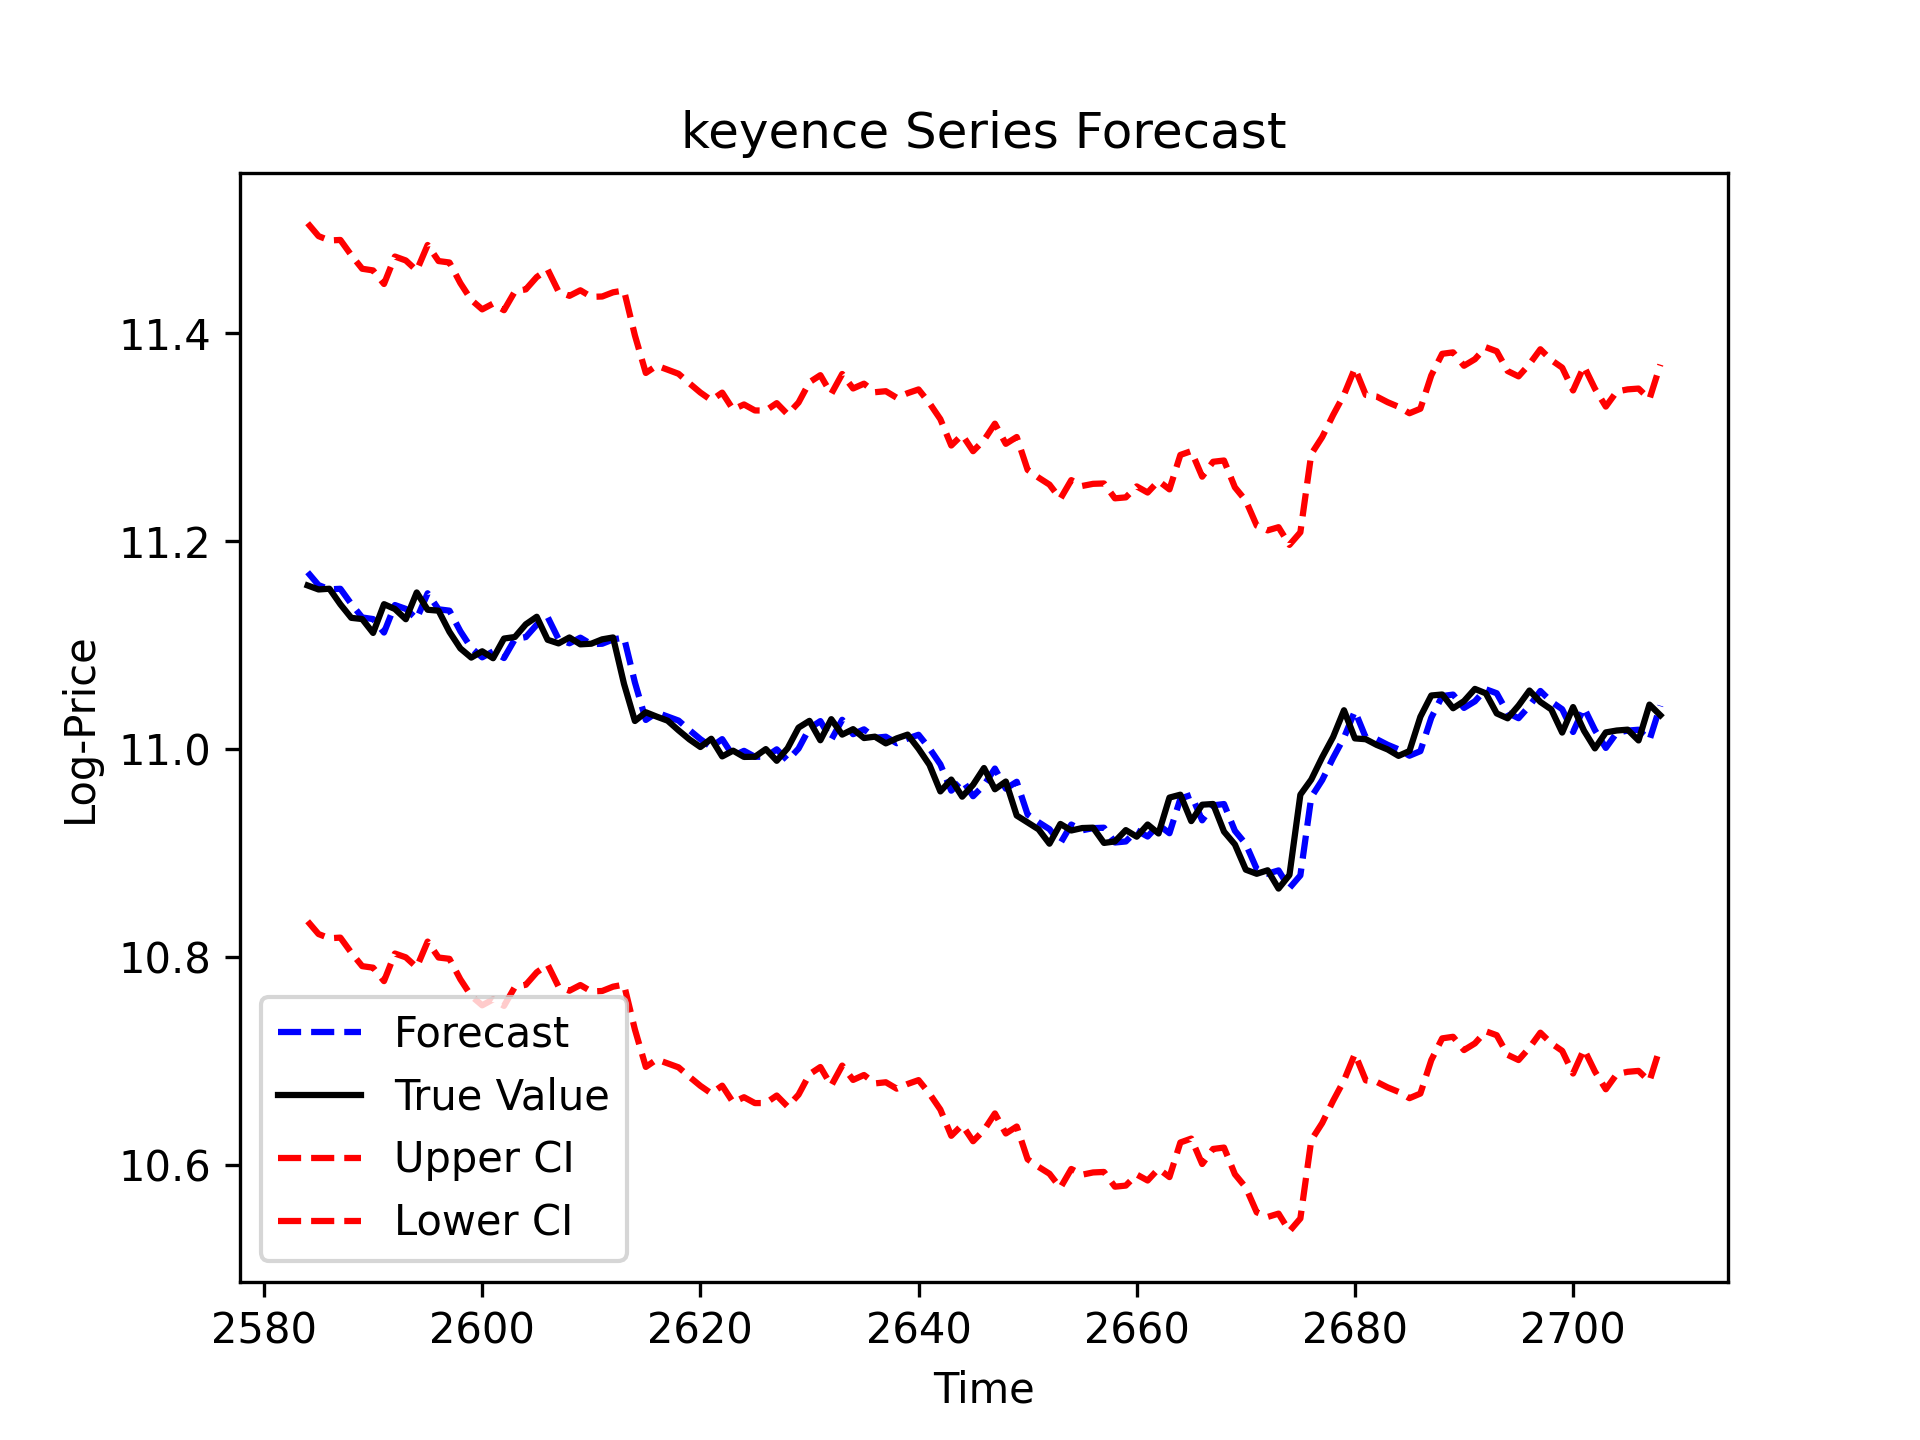 keyence Series Forecast
Log-Price
11.4
11.2
11.0
10.8
10.6
Forecast
True Value
Upper CI
Lower CI
2580 2600 2620 2640 2660 2680 2700
Time